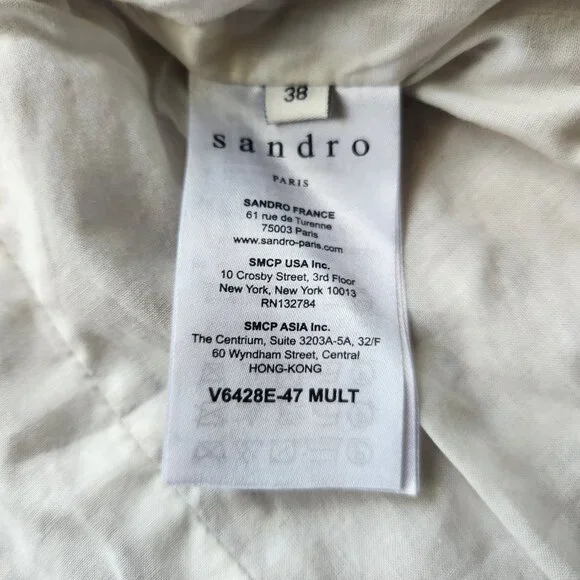 38
sandro
PARIS
SANDRO FRANCE
61 rue de Turenne
75003 Paris
www.sandro-paris.com
SMCP USA Inc.
10 Crosby Street, 3rd Floor
New York, New York 10013
RN132784
SMCP ASIA Inc.
The Centrium, Suite 3203A-5A, 32/F
60 Wyndham Street, Central
HONG-KONG
V6428E-47 MULT